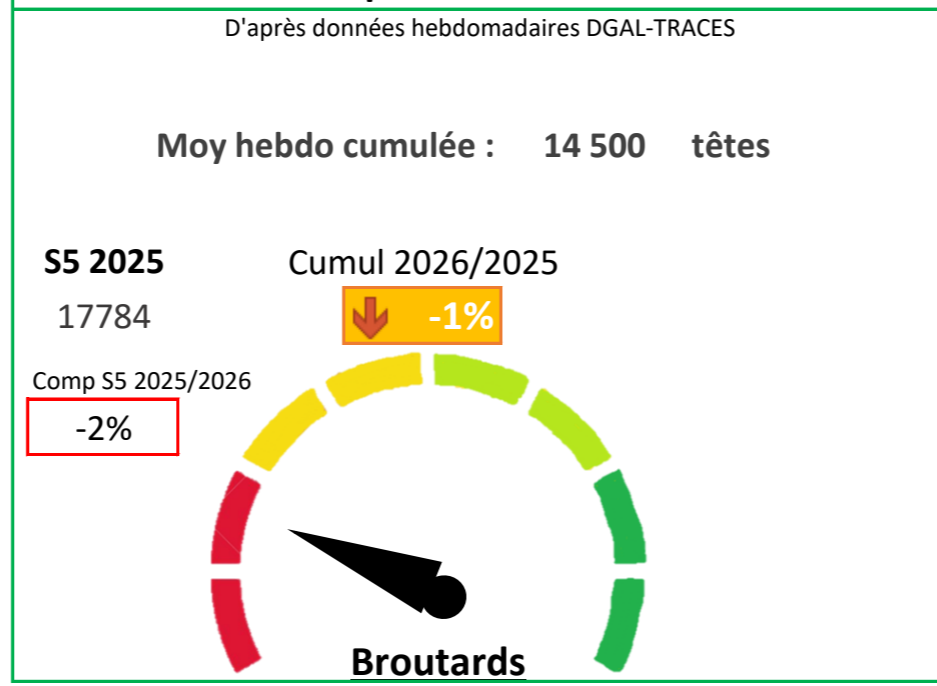 D'après données hebdomadaires DGAL-TRACES
Moy hebdo cumulée : 14 500 têtes
S5 2025
Cumul 2026/2025
17784
-1%
Comp S5 2025/2026
-2%
Broutards